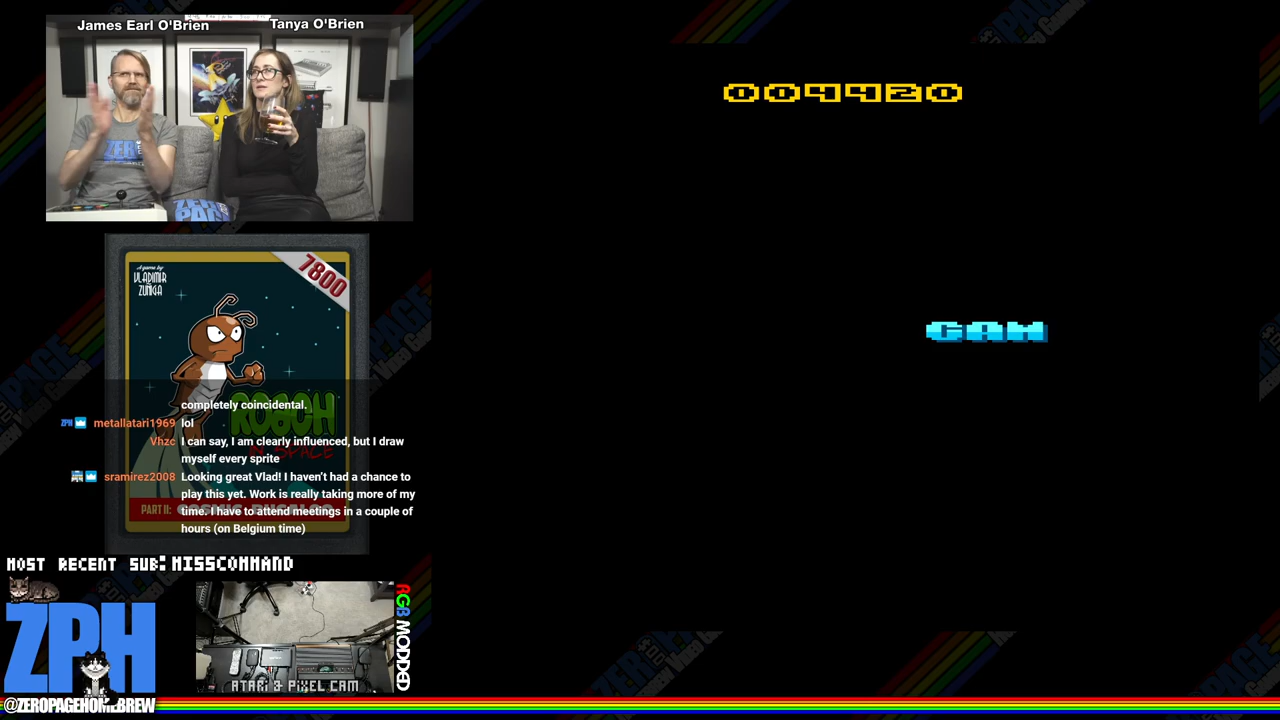 James Earl O'Brien
Tanya O'Brien
004420
GAM
A game by
VLADIMIR
ZUNIGA
7800
ROACH
IN SPACE
PART II:
completely coincidental.
metallatari1969 lol
Vhzc I can say, I am clearly influenced, but I draw
myself every sprite
sramirez2008 Looking great Vlad! I haven't had a chance to
play this yet. Work is really taking more of my
time. I have to attend meetings in a couple of
hours (on Belgium time)
MOST RECENT SUB: MISSCOMMAND
ZPH
@ZEROPAGEHOMEBREW
ATARI & PIXEL CAM
RGB MODDED